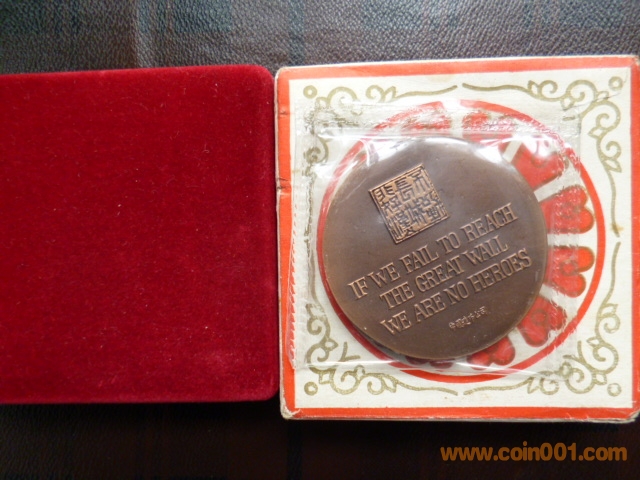 IF WE FAIL TO REACH
THE GREAT WALL
WE ARE NO HEROES
www.coin001.com